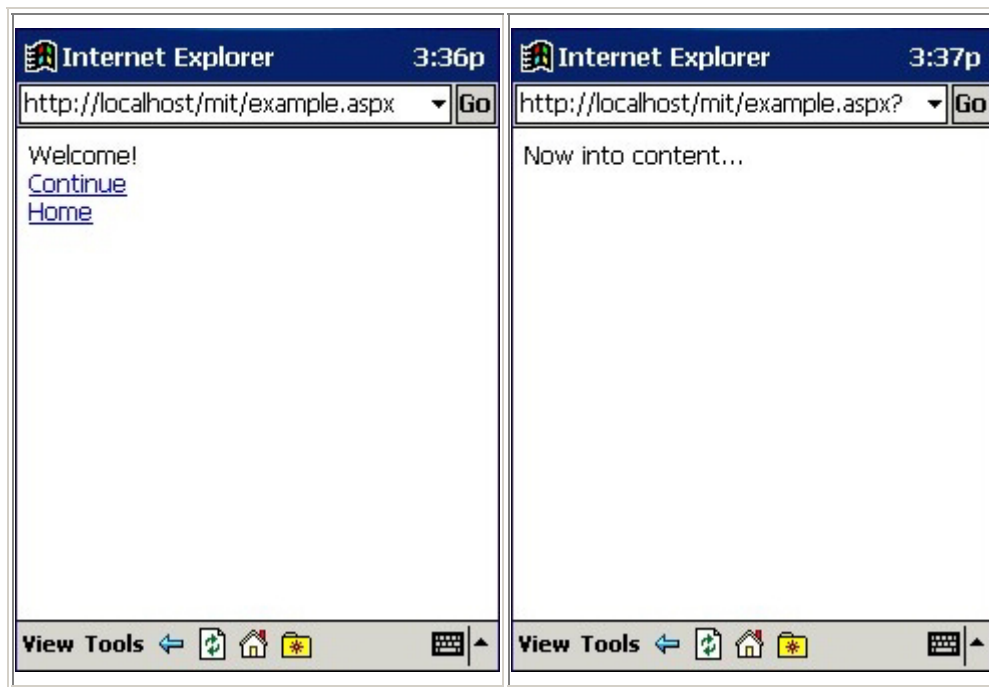 Internet Explorer 3:36p
http://localhost/mit/example.aspx Go
Welcome!
Continue
Home
View Tools
Internet Explorer 3:37p
http://localhost/mit/example.aspx? Go
Now into content...
View Tools